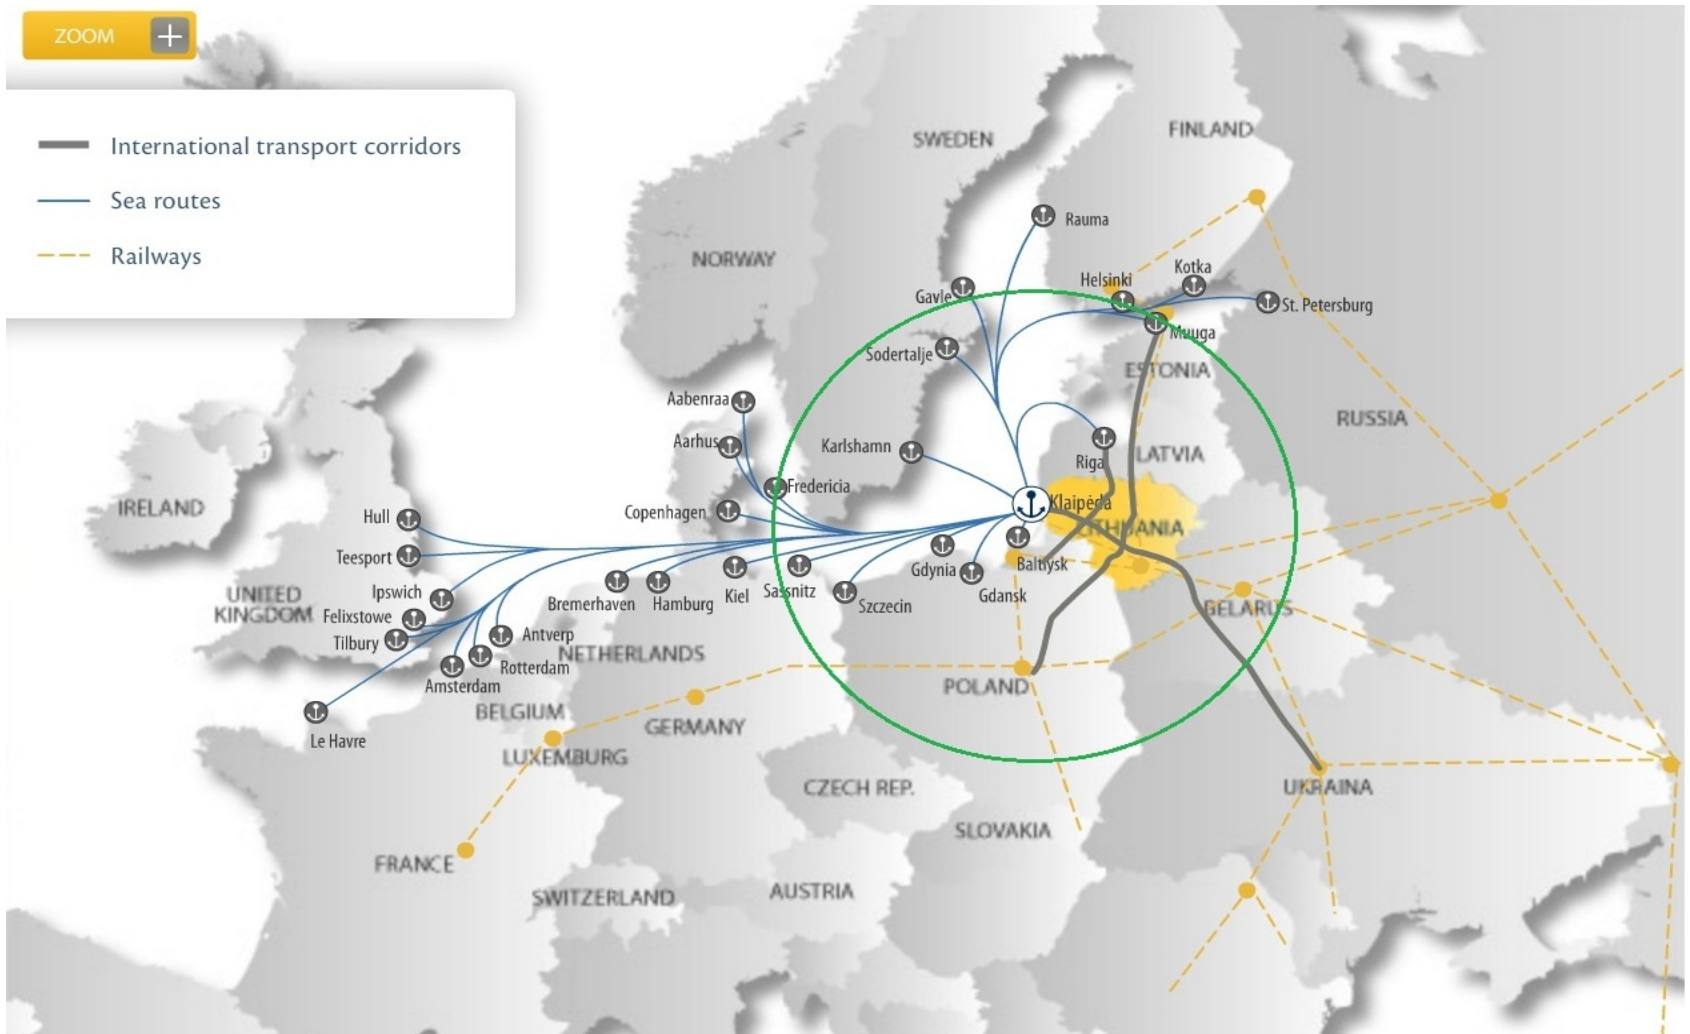 ZOOM +
International transport corridors
Sea routes
Railways
SWEDEN
FINLAND
NORWAY
Rauma
Helsinki
Kotka
Gavle
St. Petersburg
Muuga
Sodertalje
ESTONIA
Aabenraa
RUSSIA
Aarhus
Karlshamn
LATVIA
Riga
Fredericia
Klaipėda
IRELAND
Hull
Copenhagen
LITHUANIA
Teesport
Baltiysk
Gdynia
Ipswich
UNITED
KINGDOM
Felixstowe
Tilbury
Bremerhaven
Hamburg
Kiel
Sassnitz
Szczecin
Gdansk
BELARUS
Antverp
Rotterdam
Amsterdam
NETHERLANDS
POLAND
BELGIUM
GERMANY
Le Havre
LUXEMBURG
CZECH REP.
UKRAINA
SLOVAKIA
FRANCE
SWITZERLAND
AUSTRIA